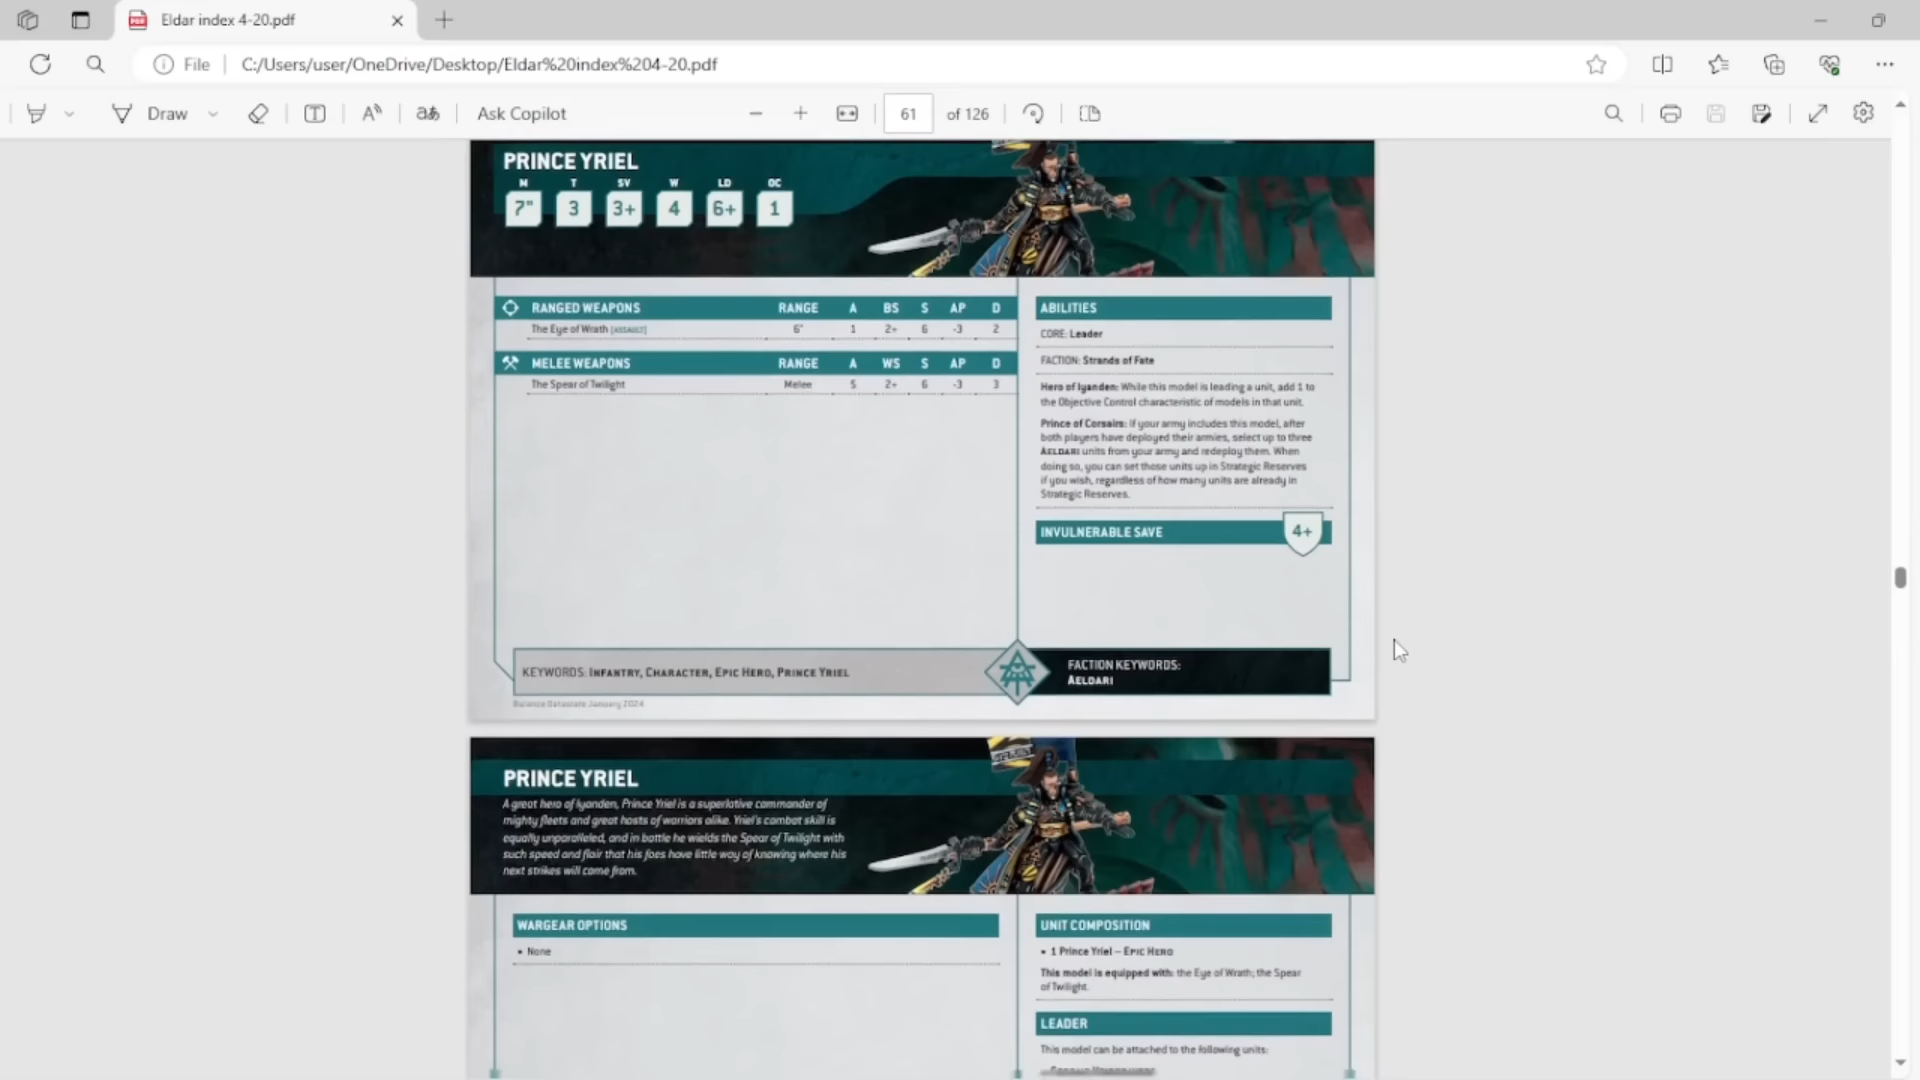 Eldar index 4-20.pdf
File
C:/Users/user/OneDrive/Desktop/Eldar%20index%204-20.pdf
Draw
Ask Copilot
61 of 126
PRINCE YRIEL
M T SV W LD OC
7" 3 3+ 4 6+ 1
RANGED WEAPONS RANGE A BS S AP D
The Eye of Wrath [ASSAULT] 6" 1 2+ 6 -3 2
MELEE WEAPONS RANGE A WS S AP D
The Spear of Twilight Melee 5 2+ 6 -3 3
ABILITIES
CORE: Leader
FACTION: Strands of Fate
Hero of Iyanden: While this model is leading a unit, add 1 to
the Objective Control characteristic of models in that unit.
Prince of Corsairs: If your army includes this model, after
both players have deployed their armies, select up to three
AELDARI units from your army and redeploy them. When
doing so, you can set those units up in Strategic Reserves
if you wish, regardless of how many units are already in
Strategic Reserves.
INVULNERABLE SAVE 4+
KEYWORDS: INFANTRY, CHARACTER, EPIC HERO, PRINCE YRIEL
FACTION KEYWORDS:
AELDARI
Balance Dataslate January 2024
PRINCE YRIEL
A great hero of Iyanden, Prince Yriel is a superlative commander of
mighty fleets and great hosts of warriors alike. Yriel's combat skill is
equally unparalleled, and in battle he wields the Spear of Twilight with
such speed and flair that his foes have little way of knowing where his
next strikes will come from.
WARGEAR OPTIONS
• None
UNIT COMPOSITION
• 1 Prince Yriel – EPIC HERO
This model is equipped with: the Eye of Wrath; the Spear
of Twilight.
LEADER
This model can be attached to the following units: